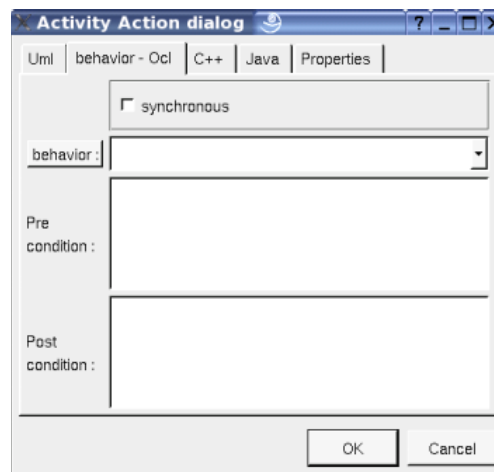 Activity Action dialog
Uml behavior - Ocl C++ Java Properties
synchronous
behavior :
Pre
condition :
Post
condition :
OK Cancel